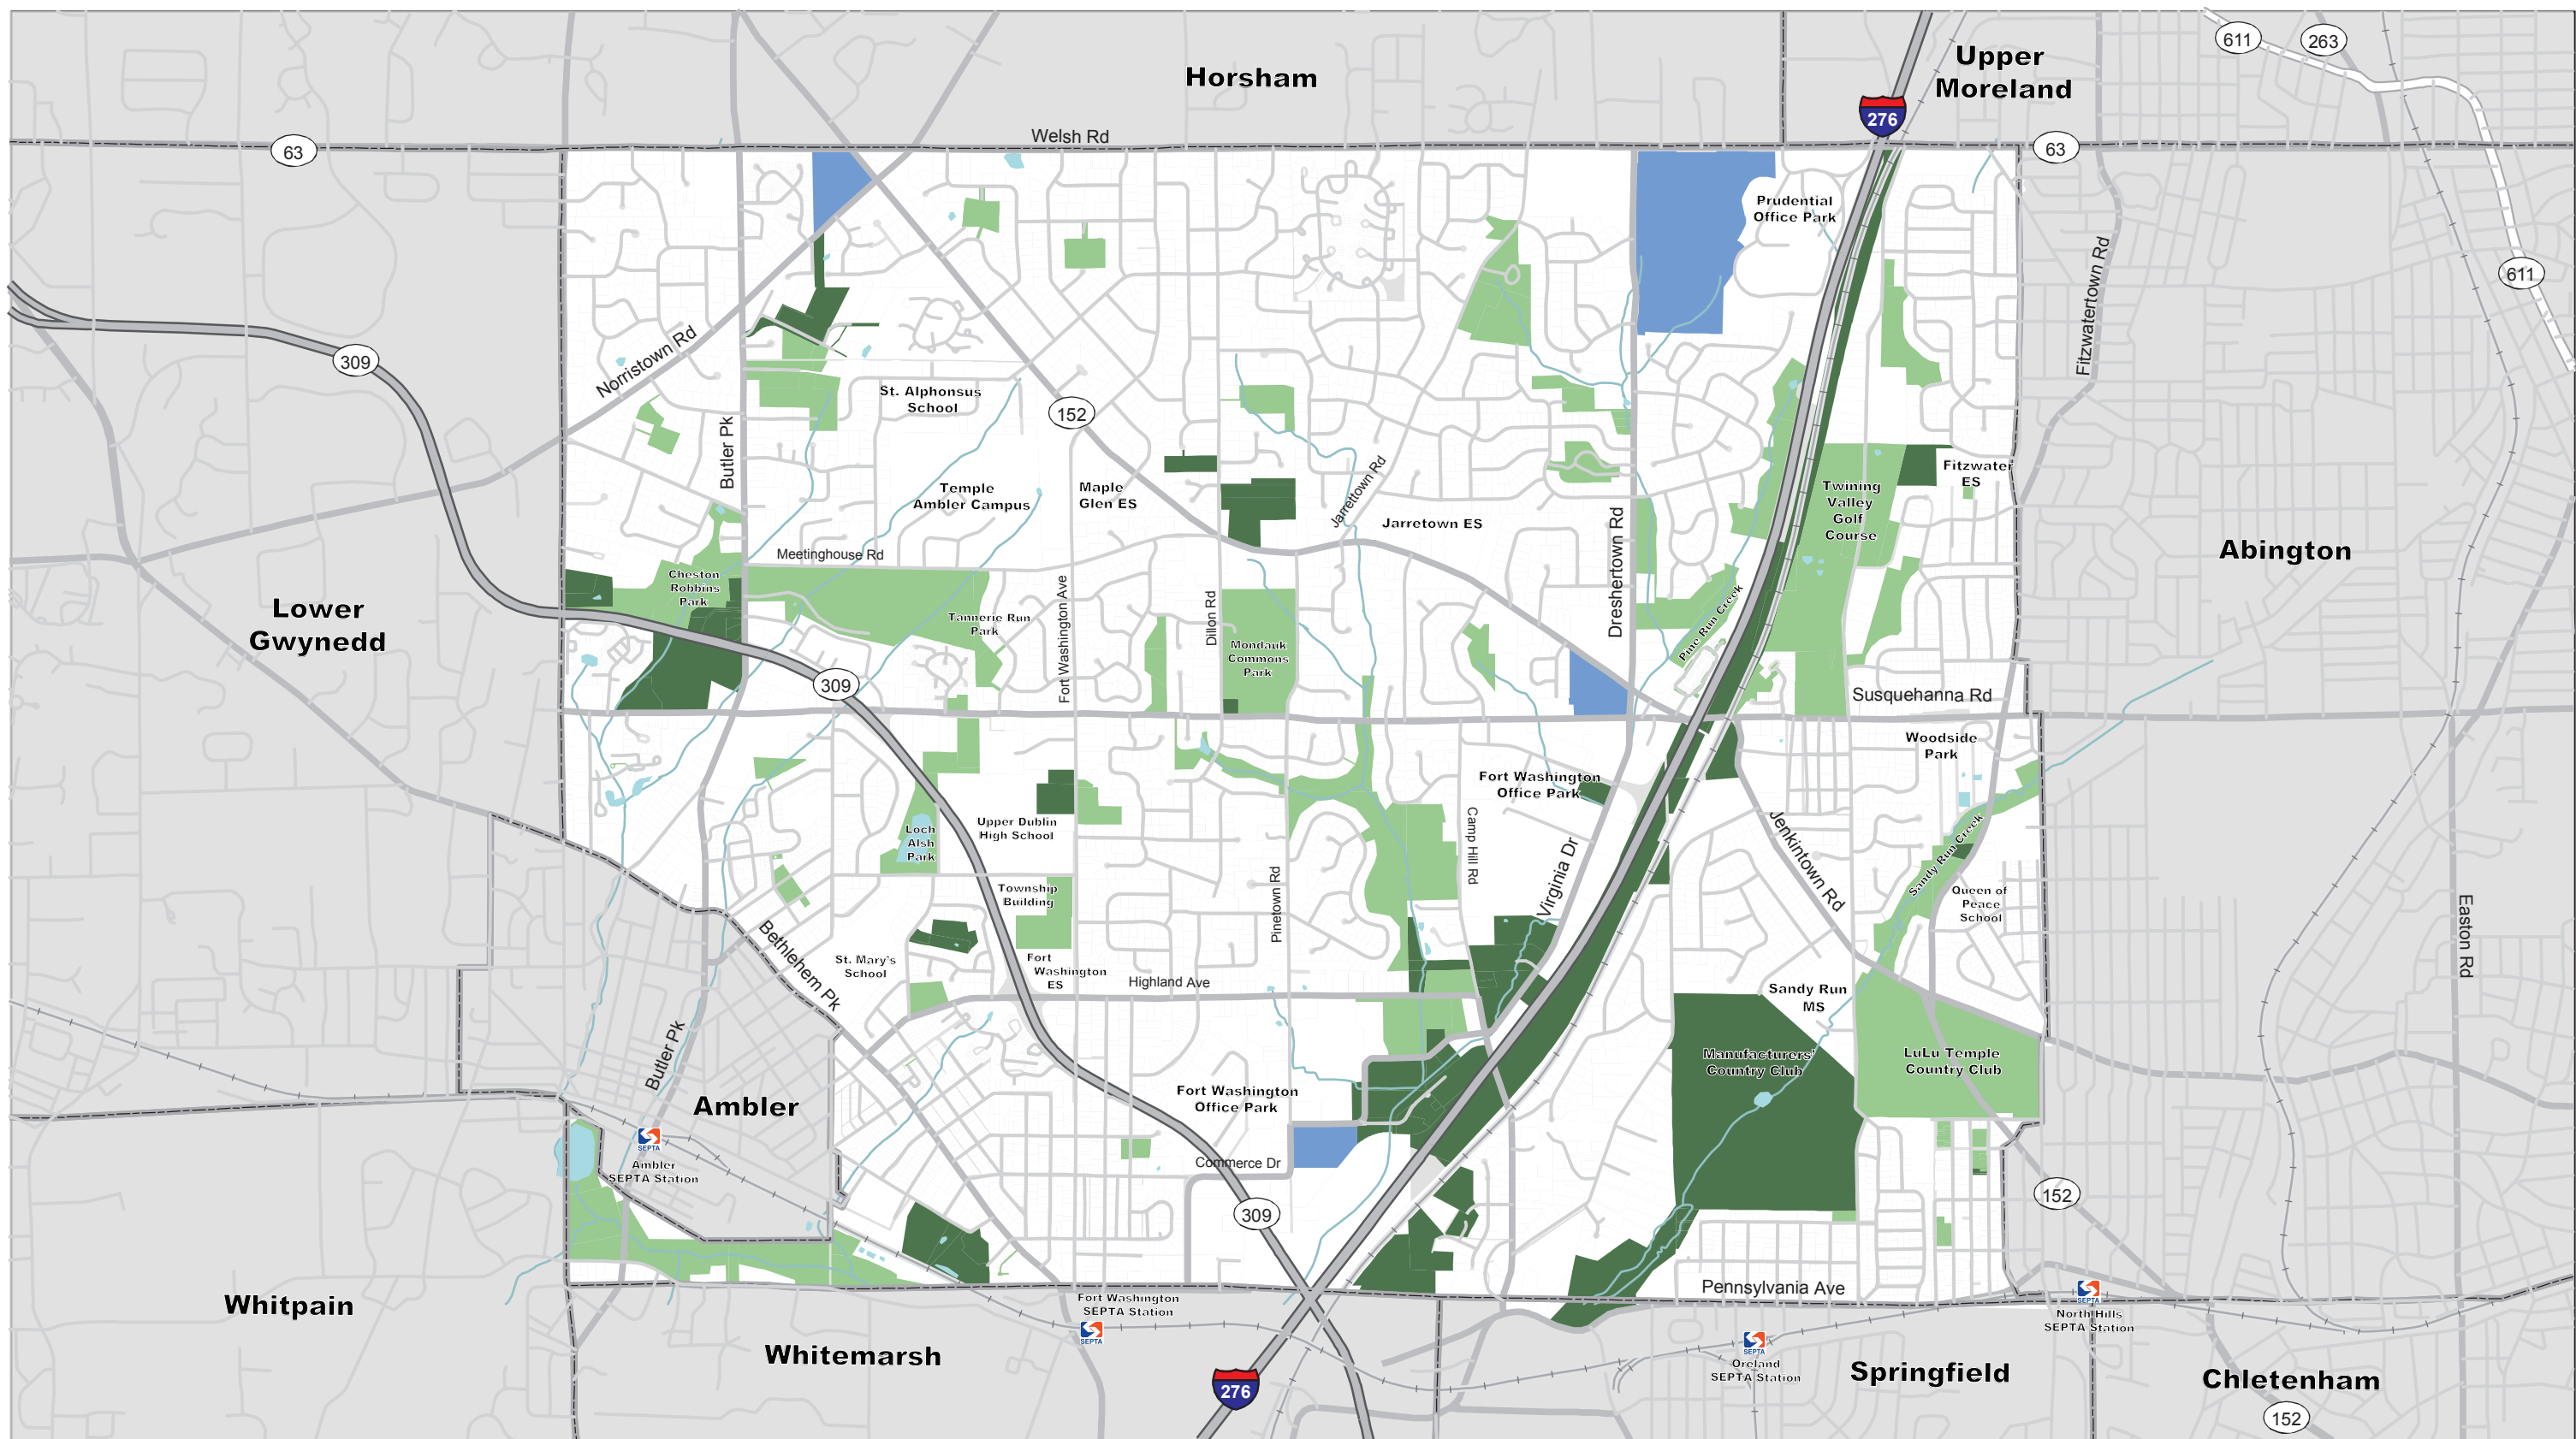 Horsham
Upper
Moreland
611
263
276
Welsh Rd
63
63
Prudential
Office Park
611
Fitzwatertown Rd
309
Norristown Rd
St. Alphonsus
School
152
Butler Pk
Temple
Ambler Campus
Maple
Glen ES
Jarrettown Rd
Jarretown ES
Dreshertown Rd
Twining
Valley
Golf
Course
Fitzwater
ES
Abington
Meetinghouse Rd
Cheston
Robbins
Park
Lower
Gwynedd
Tannerie Run
Park
Fort Washington Ave
Dillon Rd
Mondauk
Commons
Park
Pine Run Creek
309
Susquehanna Rd
Woodside
Park
Fort Washington
Office Park
Loch
Alsh
Park
Upper Dublin
High School
Camp Hill Rd
Virginia Dr
Jenkintown Rd
Sandy Run Creek
Township
Building
Pinetown Rd
Queen of
Peace
School
Easton Rd
Bethlehem Pk
St. Mary's
School
Fort
Washington
ES
Highland Ave
Sandy Run
MS
Butler Pk
Manufacturers'
Country Club
LuLu Temple
Country Club
Ambler
Fort Washington
Office Park
SEPTA
Ambler
SEPTA Station
Commerce Dr
309
152
Pennsylvania Ave
Whitpain
Fort Washington
SEPTA Station
SEPTA
SEPTA
North Hills
SEPTA Station
Whitemarsh
SEPTA
Oreland
SEPTA Station
Springfield
276
Chletenham
152